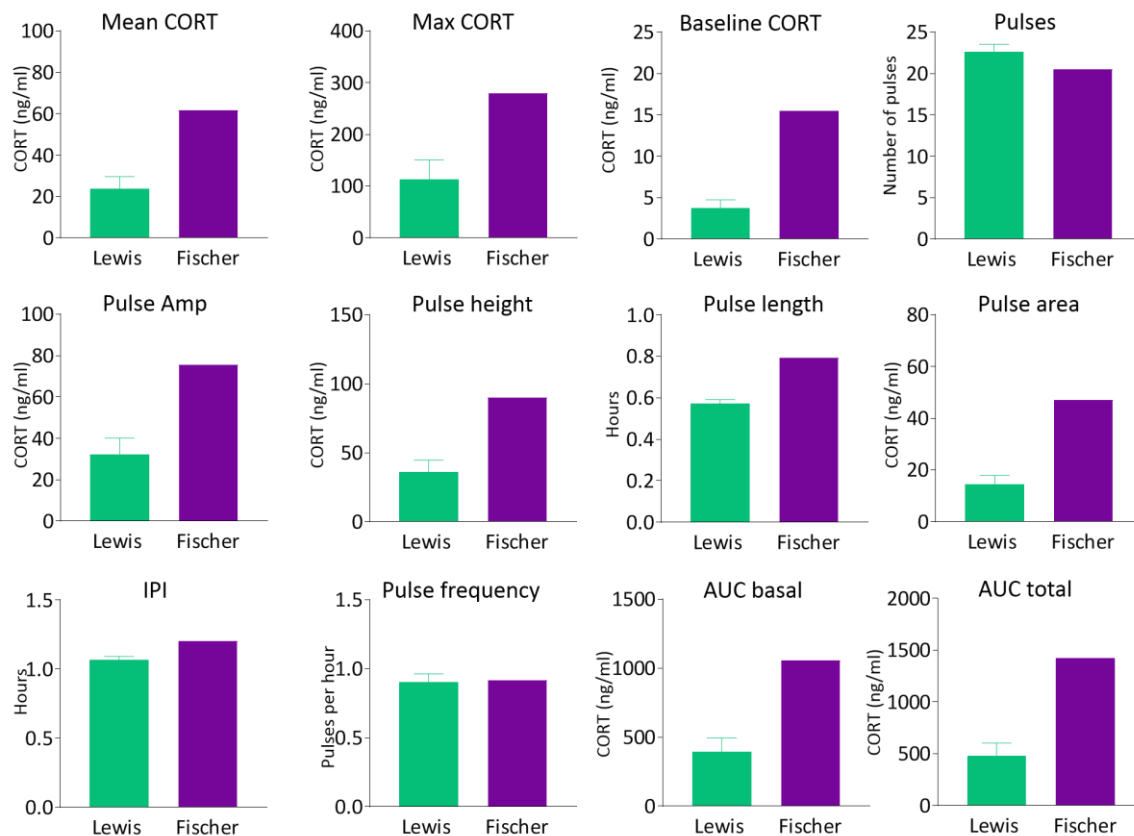 Mean CORT
CORT (ng/ml)
100
80
60
40
20
0
Lewis Fischer
Max CORT
CORT (ng/ml)
400
300
200
100
0
Lewis Fischer
Baseline CORT
CORT (ng/ml)
25
20
15
10
5
0
Lewis Fischer
Pulses
Number of pulses
25
20
15
10
5
0
Lewis Fischer
Pulse Amp
CORT (ng/ml)
100
80
60
40
20
0
Lewis Fischer
Pulse height
CORT (ng/ml)
150
100
50
0
Lewis Fischer
Pulse length
Hours
1.0
0.8
0.6
0.4
0.2
0.0
Lewis Fischer
Pulse area
CORT (ng/ml)
80
60
40
20
0
Lewis Fischer
IPI
Hours
1.5
1.0
0.5
0.0
Lewis Fischer
Pulse frequency
Pulses per hour
1.5
1.0
0.5
0.0
Lewis Fischer
AUC basal
CORT (ng/ml)
1500
1000
500
0
Lewis Fischer
AUC total
CORT (ng/ml)
2000
1500
1000
500
0
Lewis Fischer